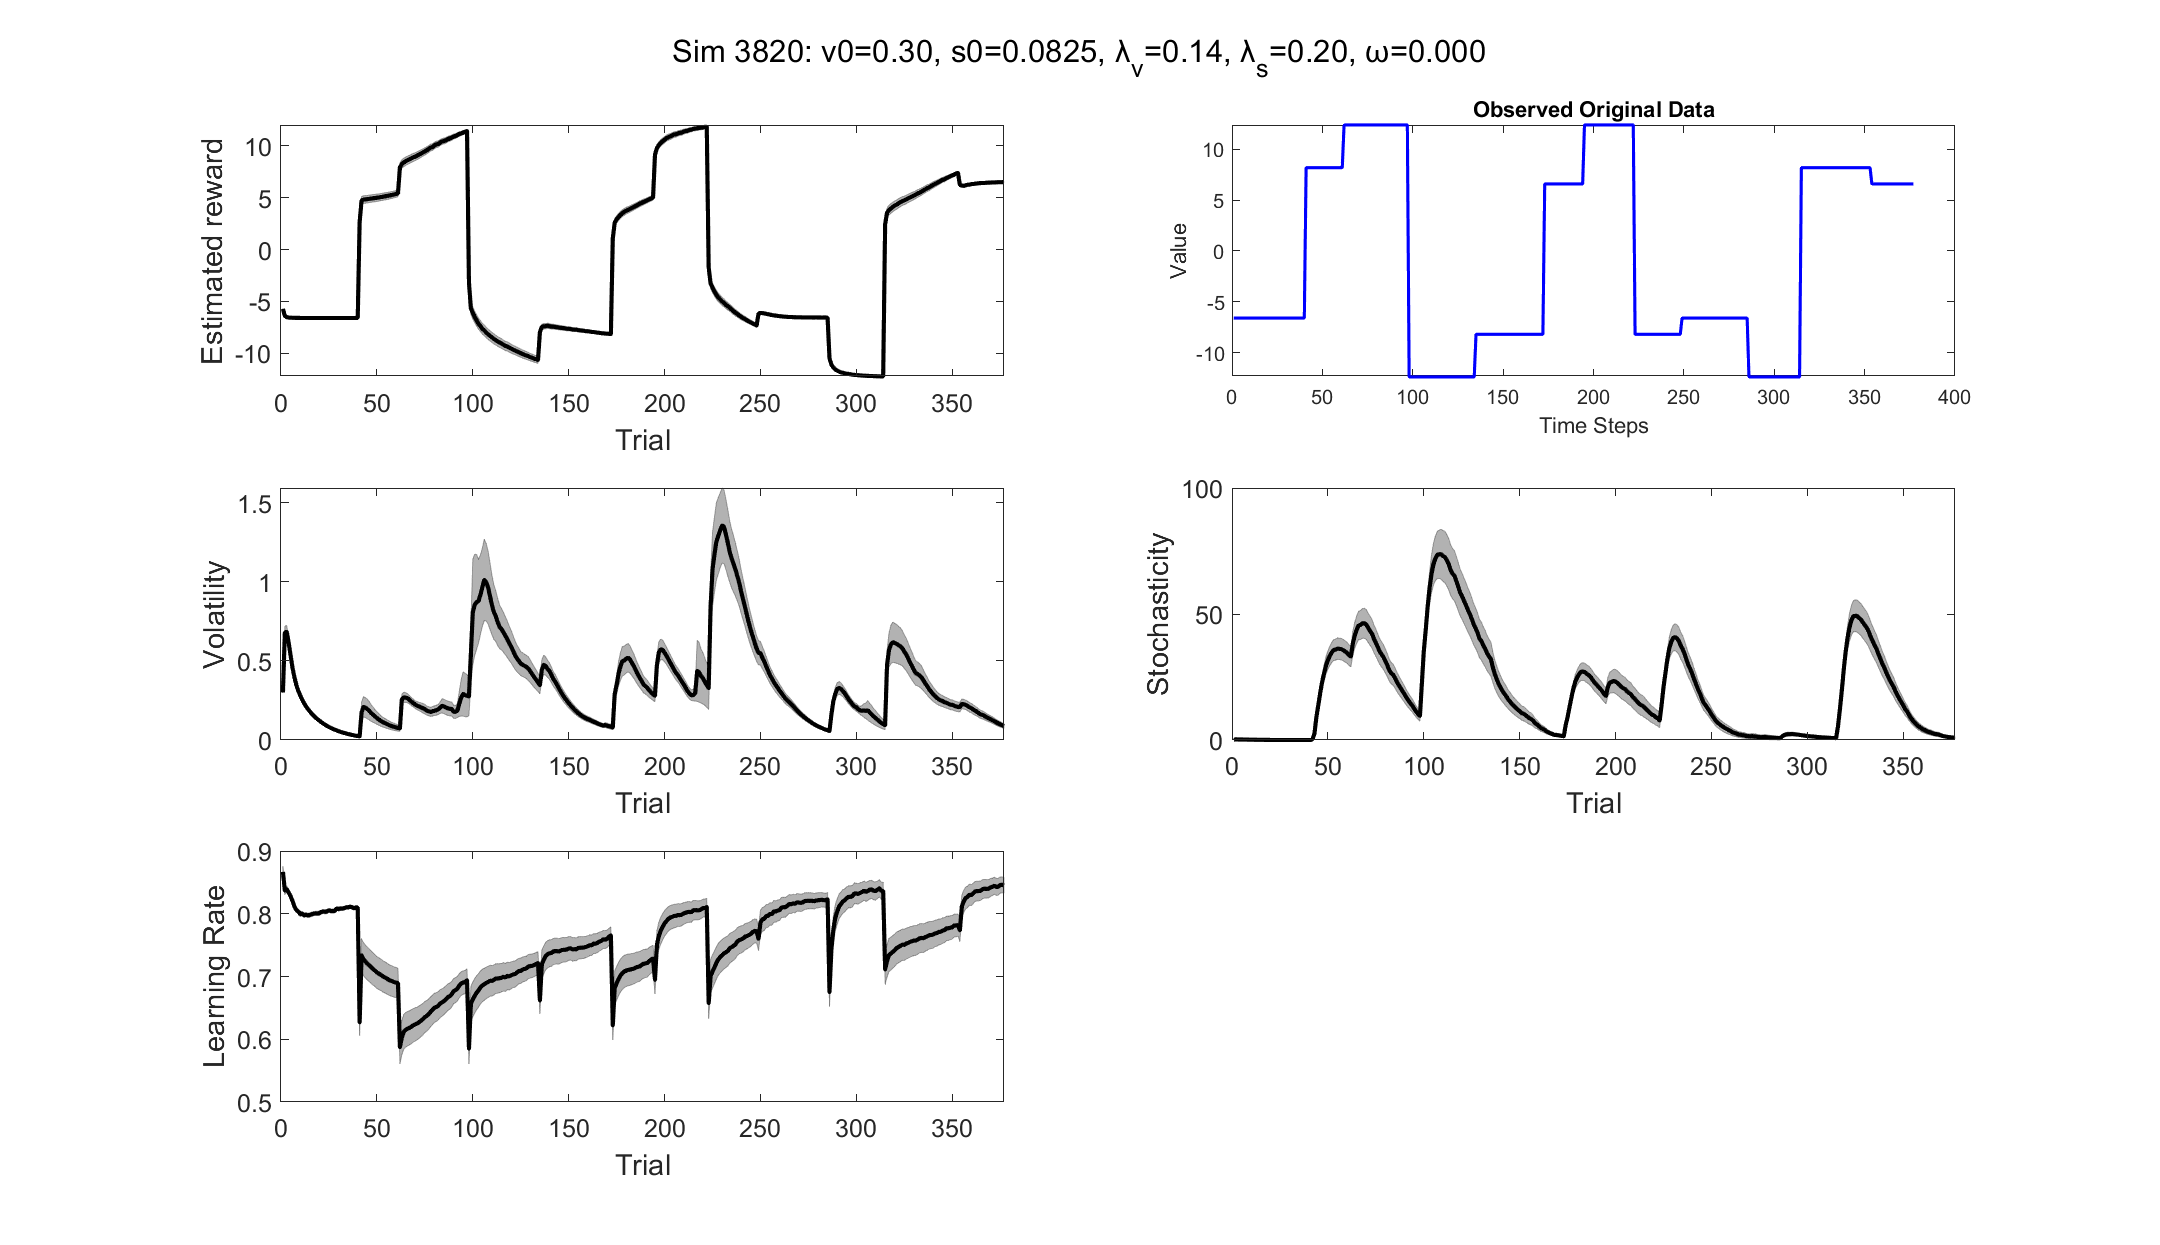 Sim 3820: v0=0.30, s0=0.0825, λv=0.14, λs=0.20, ω=0.000
Estimated reward
10
5
0
-5
-10
0 50 100 150 200 250 300 350
Trial
Observed Original Data
Value
10
5
0
-5
-10
0 50 100 150 200 250 300 350 400
Time Steps
Volatility
1.5
1
0.5
0
0 50 100 150 200 250 300 350
Trial
Stochasticity
100
50
0
0 50 100 150 200 250 300 350
Trial
Learning Rate
0.9
0.8
0.7
0.6
0.5
0 50 100 150 200 250 300 350
Trial